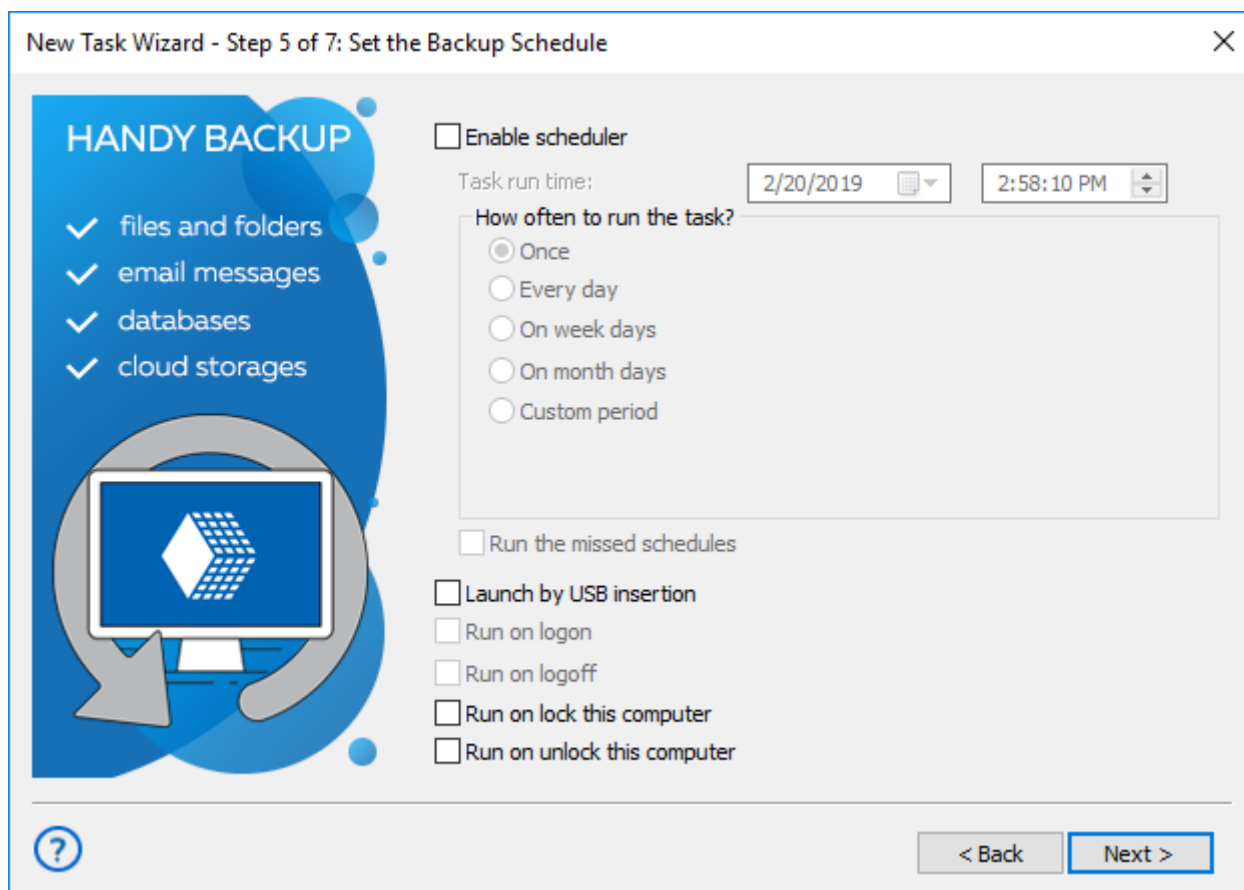 New Task Wizard - Step 5 of 7: Set the Backup Schedule
HANDY BACKUP
files and folders
email messages
databases
cloud storages
Enable scheduler
Task run time: 2/20/2019 2:58:10 PM
How often to run the task?
Once
Every day
On week days
On month days
Custom period
Run the missed schedules
Launch by USB insertion
Run on logon
Run on logoff
Run on lock this computer
Run on unlock this computer
?
< Back Next >